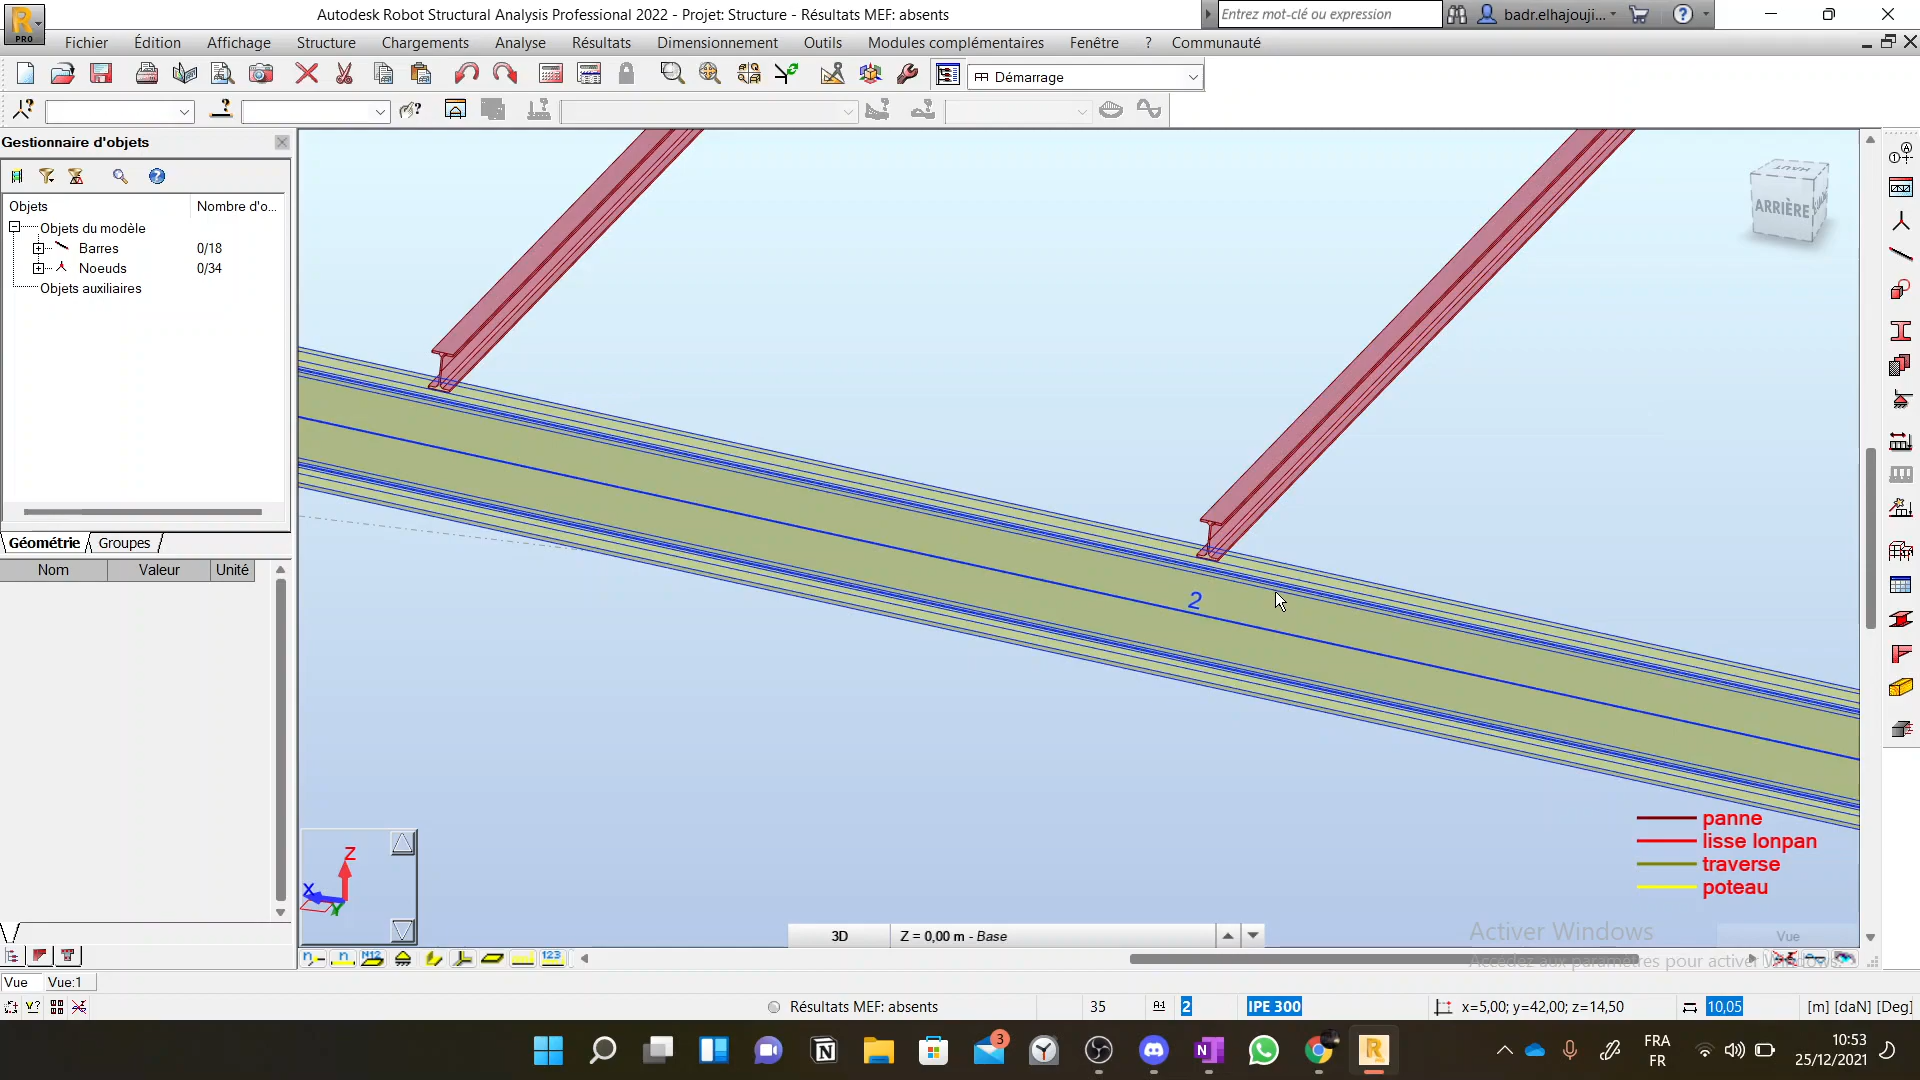 Autodesk Robot Structural Analysis Professional 2022 - Projet: Structure - Résultats MEF: absents
Entrez mot-clé ou expression
badr.elhajouji...
PRO
Fichier Édition Affichage Structure Chargements Analyse Résultats Dimensionnement Outils Modules complémentaires Fenêtre ? Communauté
Démarrage
Gestionnaire d'objets
Objets Nombre d'o...
Objets du modèle
Barres 0/18
Noeuds 0/34
Objets auxiliaires
Géométrie Groupes
Nom Valeur Unité
HAUT
ARRIÈRE
2
panne
lisse lonpan
traverse
poteau
Z
X
Y
3D Z = 0,00 m - Base
Activer Windows
Vue
Vue Vue:1
Résultats MEF: absents 35 2 IPE 300 x=5,00; y=42,00; z=14,50 10,05 [m] [daN] [Deg]
3
FRA
FR
10:53
25/12/2021